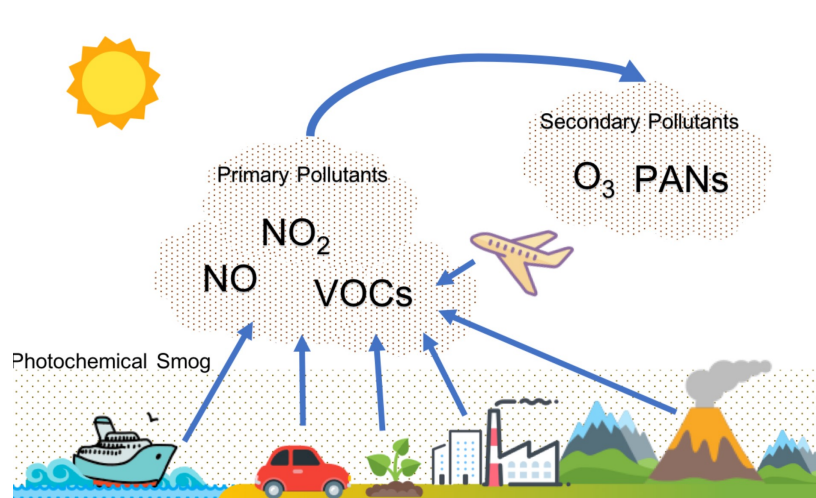 Secondary Pollutants
O₃ PANs
Primary Pollutants
NO₂
NO
VOCs
Photochemical Smog